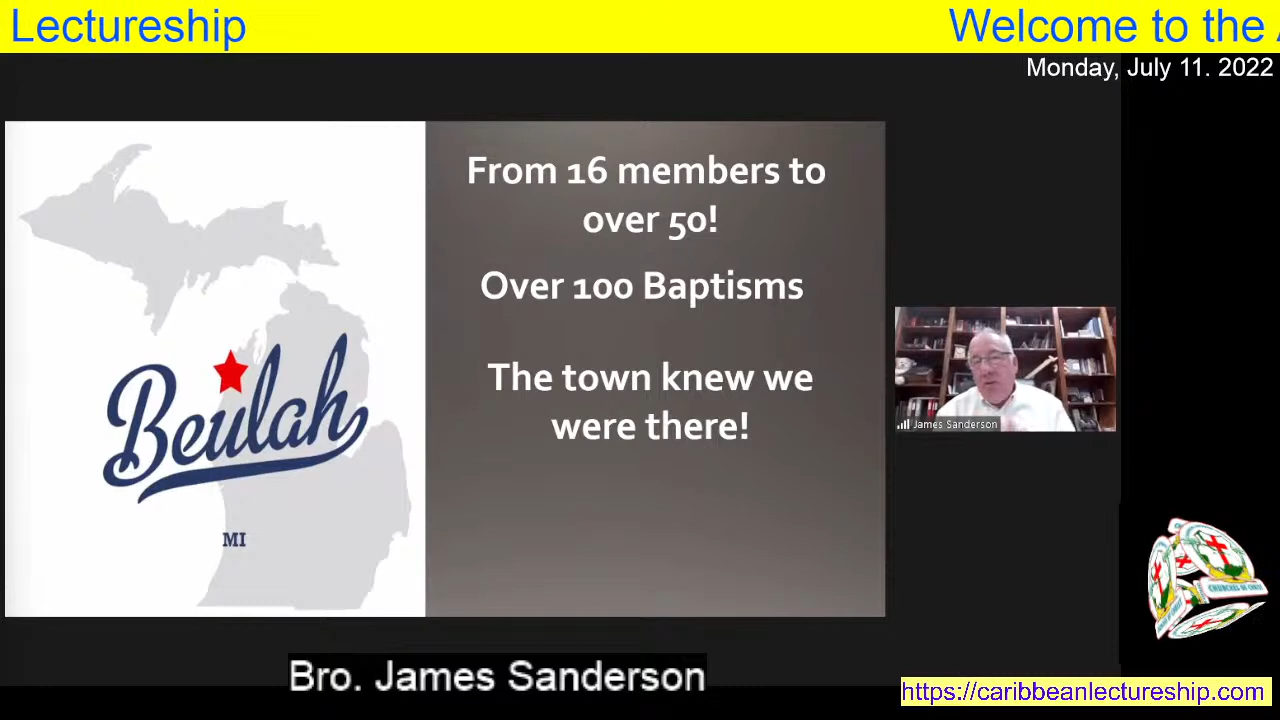 Lectureship
Welcome to the
Monday, July 11. 2022
Beulah
MI
From 16 members to
over 50!
Over 100 Baptisms
The town knew we
were there!
James Sanderson
Bro. James Sanderson
https://caribbeanlectureship.com